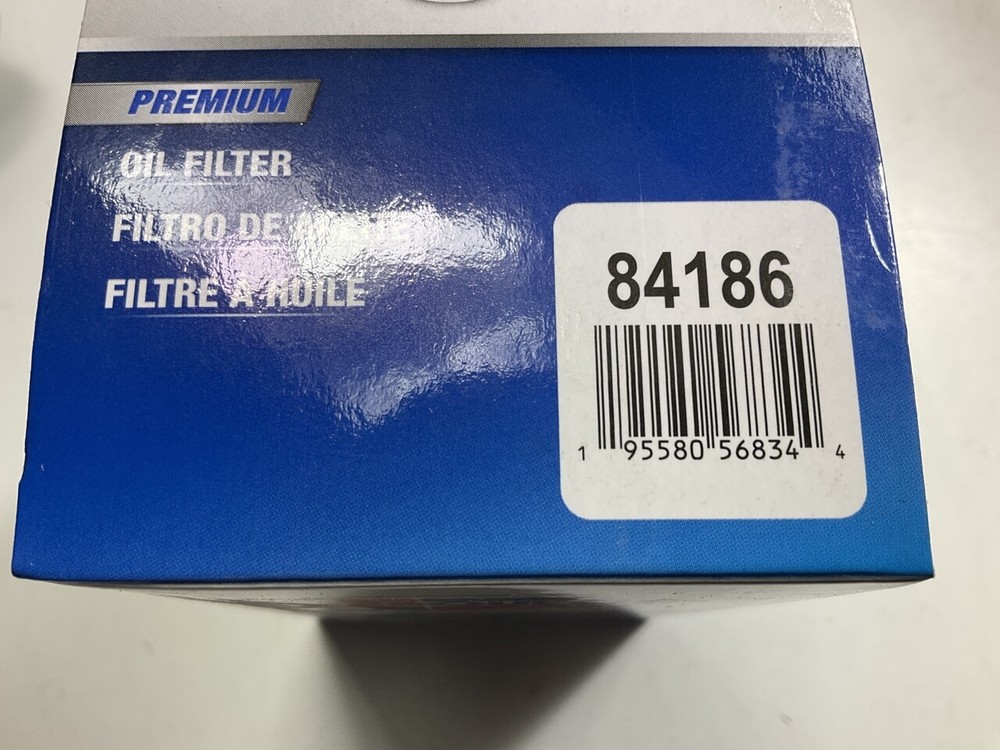 PREMIUM
OIL FILTER
FILTRO DE
FILTRE À HUILE
84186
1 95580 56834 4